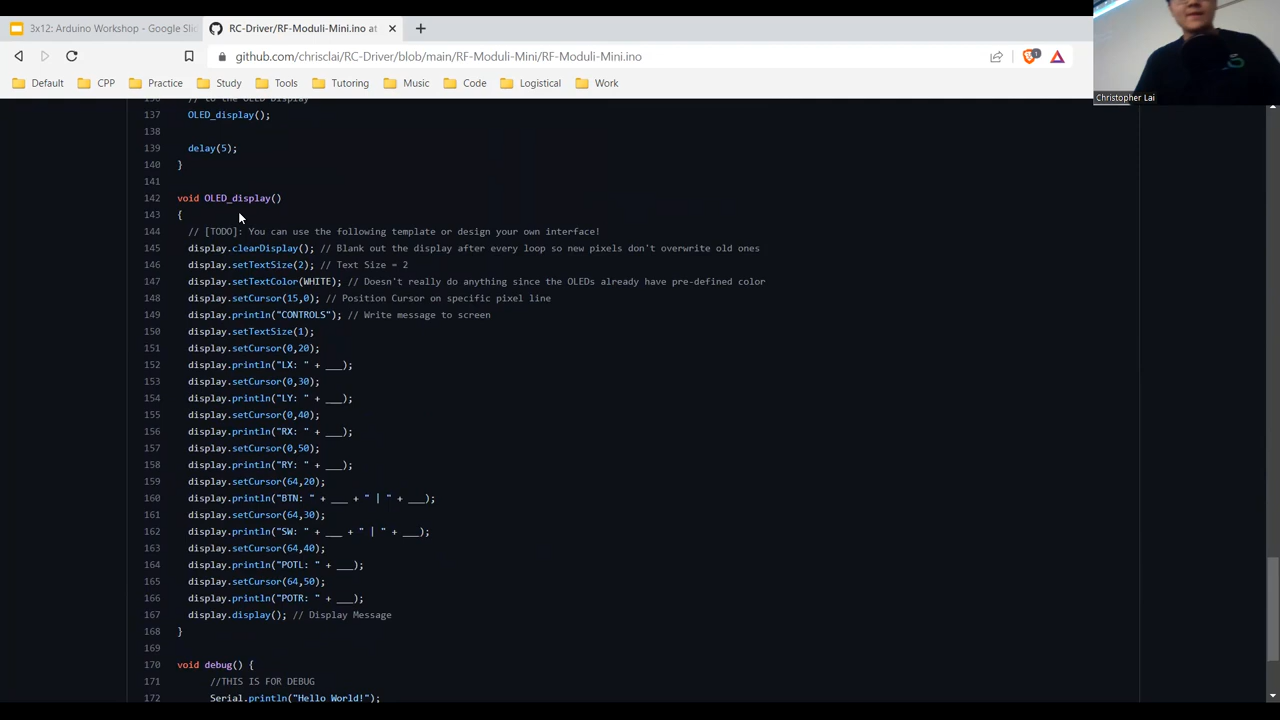 3x12: Arduino Workshop - Google Slid
RC-Driver/RF-Moduli-Mini.ino at
github.com/chrisclai/RC-Driver/blob/main/RF-Moduli-Mini/RF-Moduli-Mini.ino
1
Default CPP Practice Study Tools Tutoring Music Code Logistical Work
Christopher Lai
136 // to the OLED Display
137 OLED_display();
138
139 delay(5);
140 }
141
142 void OLED_display()
143 {
144 // [TODO]: You can use the following template or design your own interface!
145 display.clearDisplay(); // Blank out the display after every loop so new pixels don't overwrite old ones
146 display.setTextSize(2); // Text Size = 2
147 display.setTextColor(WHITE); // Doesn't really do anything since the OLEDs already have pre-defined color
148 display.setCursor(15,0); // Position Cursor on specific pixel line
149 display.println("CONTROLS"); // Write message to screen
150 display.setTextSize(1);
151 display.setCursor(0,20);
152 display.println("LX: " + ___);
153 display.setCursor(0,30);
154 display.println("LY: " + ___);
155 display.setCursor(0,40);
156 display.println("RX: " + ___);
157 display.setCursor(0,50);
158 display.println("RY: " + ___);
159 display.setCursor(64,20);
160 display.println("BTN: " + ___ + " | " + ___);
161 display.setCursor(64,30);
162 display.println("SW: " + ___ + " | " + ___);
163 display.setCursor(64,40);
164 display.println("POTL: " + ___);
165 display.setCursor(64,50);
166 display.println("POTR: " + ___);
167 display.display(); // Display Message
168 }
169
170 void debug() {
171 //THIS IS FOR DEBUG
172 Serial.println("Hello World!");